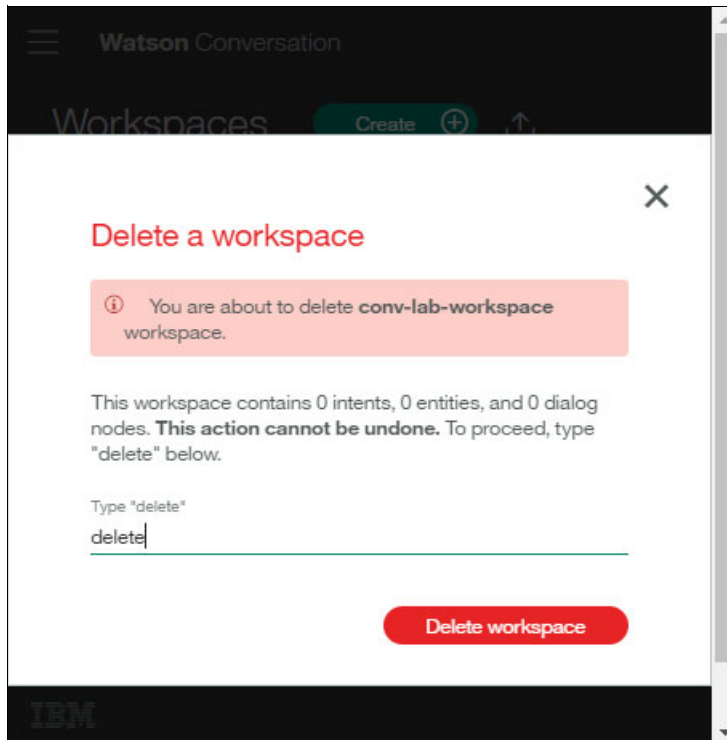 Watson Conversation
Workspaces Create
Delete a workspace
You are about to delete conv-lab-workspace
workspace.
This workspace contains 0 intents, 0 entities, and 0 dialog
nodes. This action cannot be undone. To proceed, type
"delete" below.
Type "delete"
delete
Delete workspace
IBM